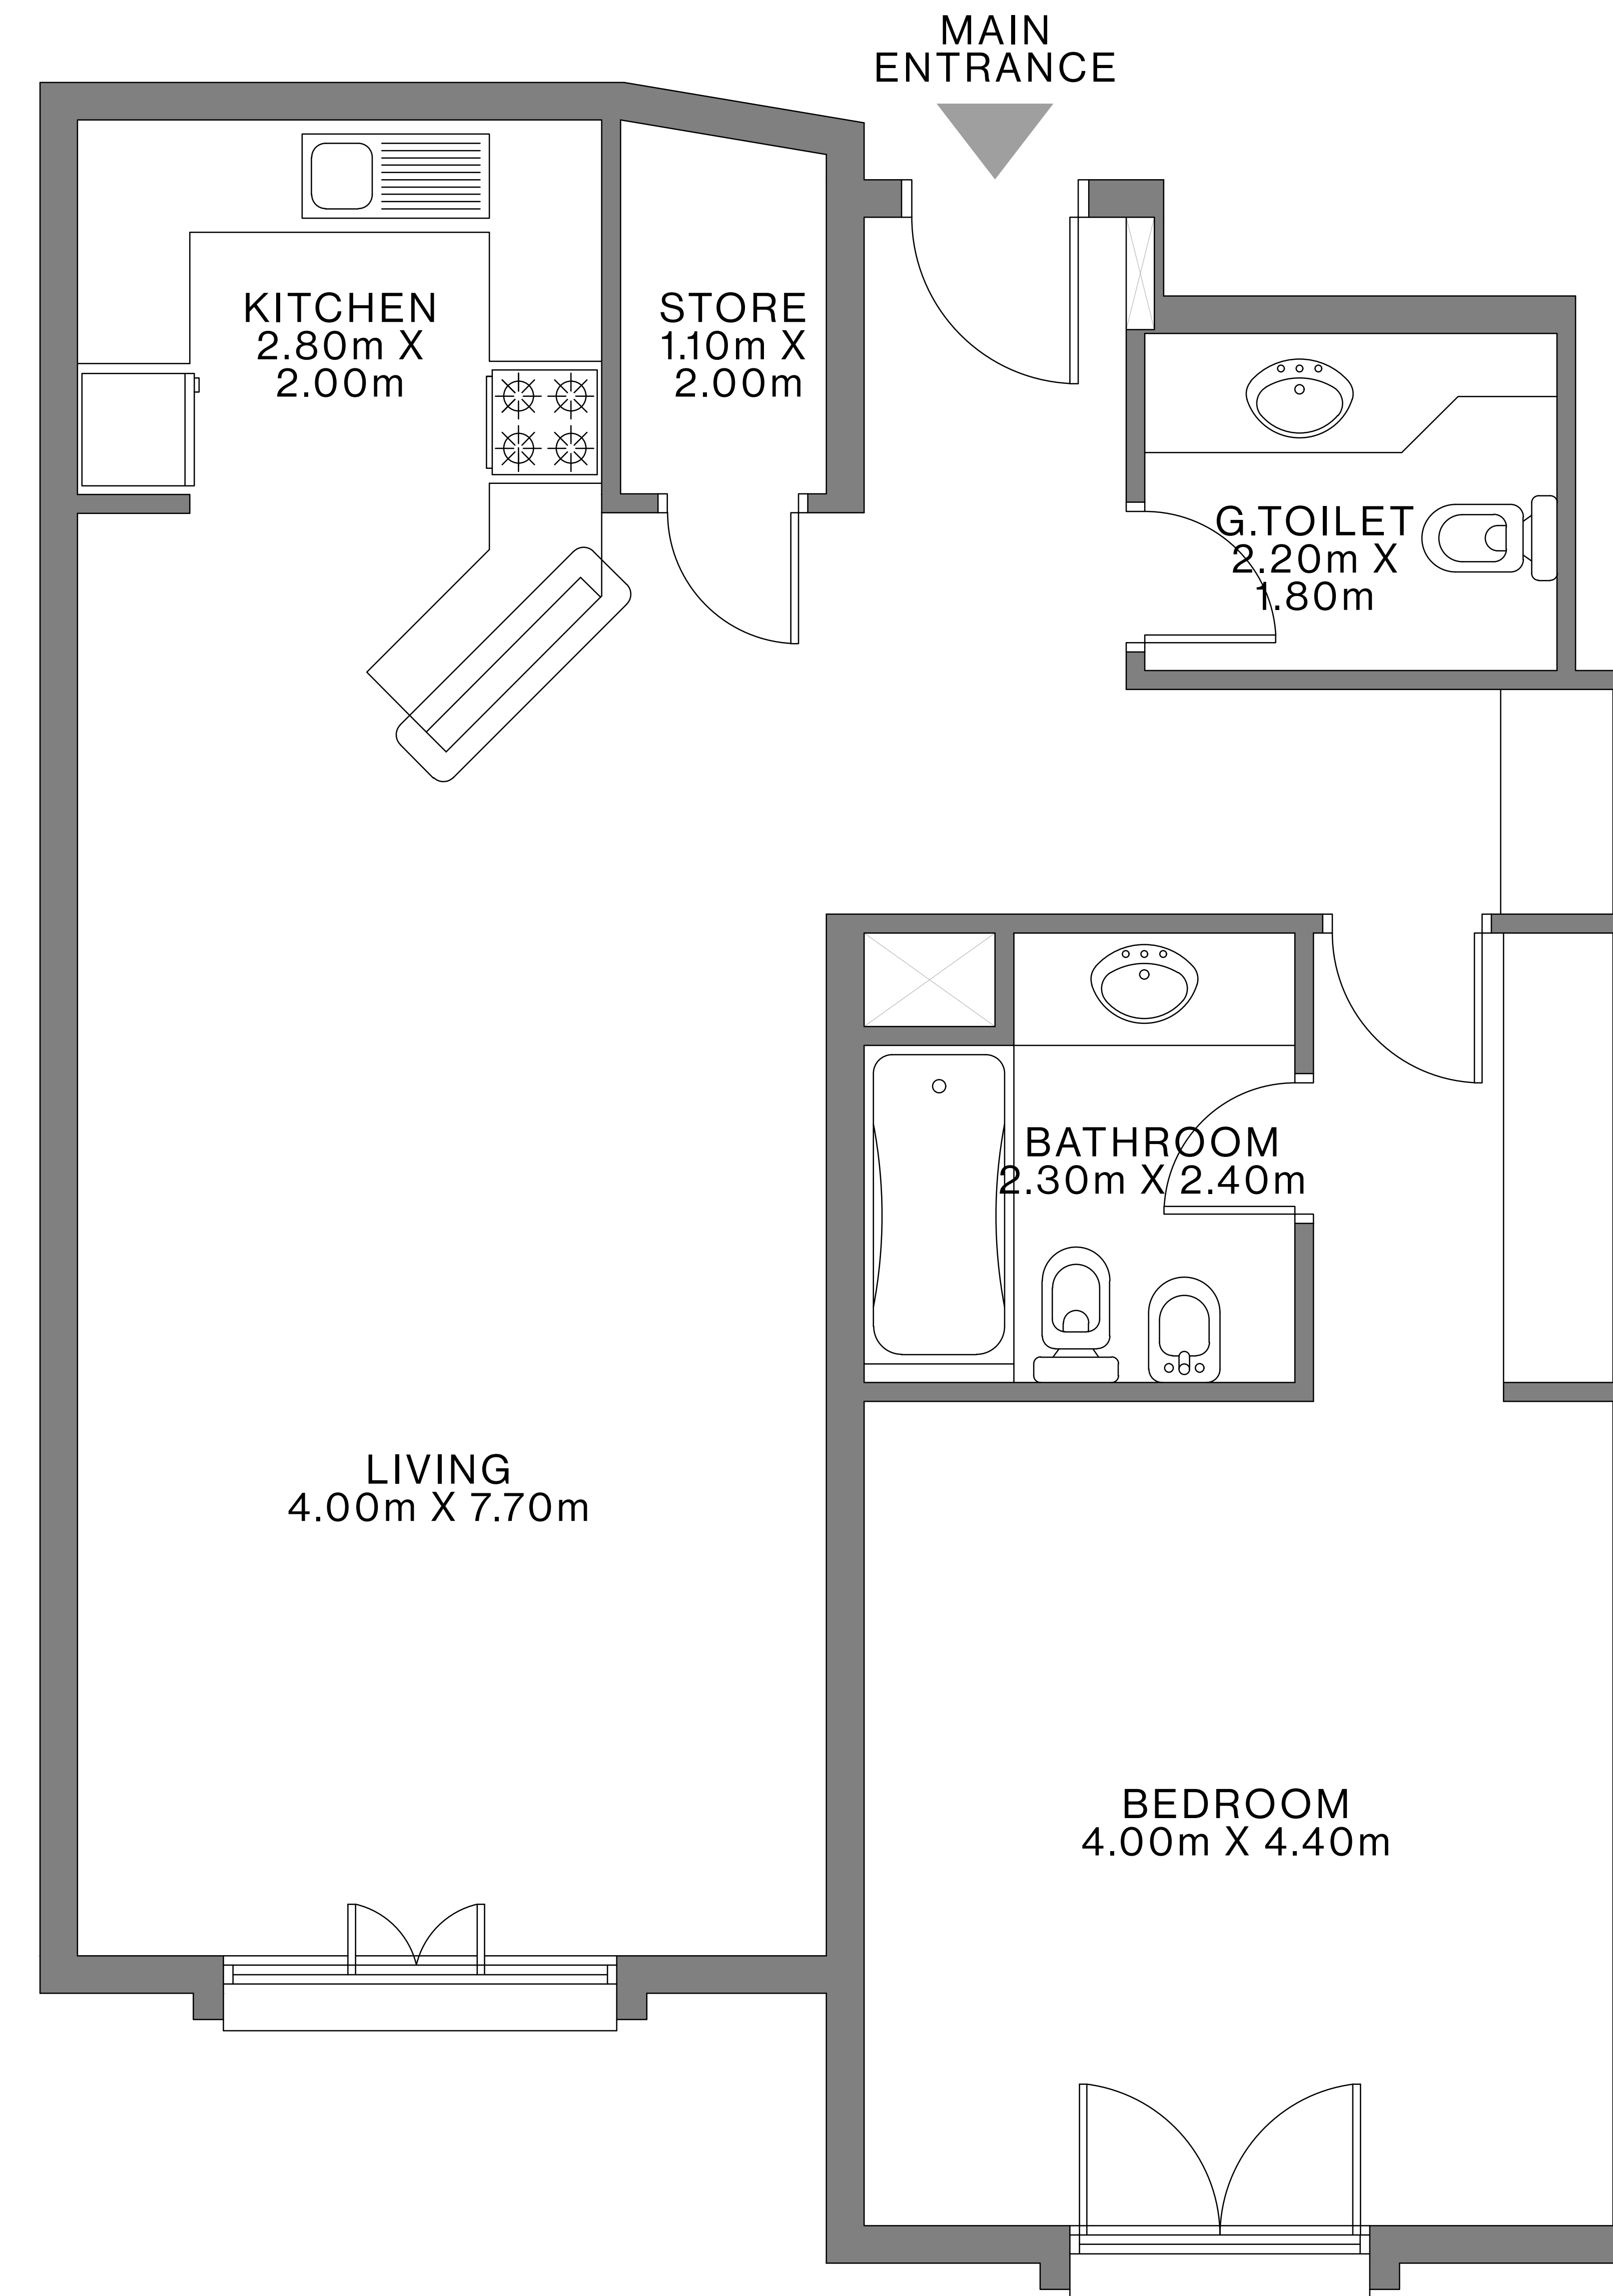 MAIN
ENTRANCE
KITCHEN
2.80m X
2.00m
STORE
1.10m X
2.00m
G.TOILET
2.20m X
1.80m
BATHROOM
2.30m X 2.40m
LIVING
4.00m X 7.70m
BEDROOM
4.00m X 4.40m